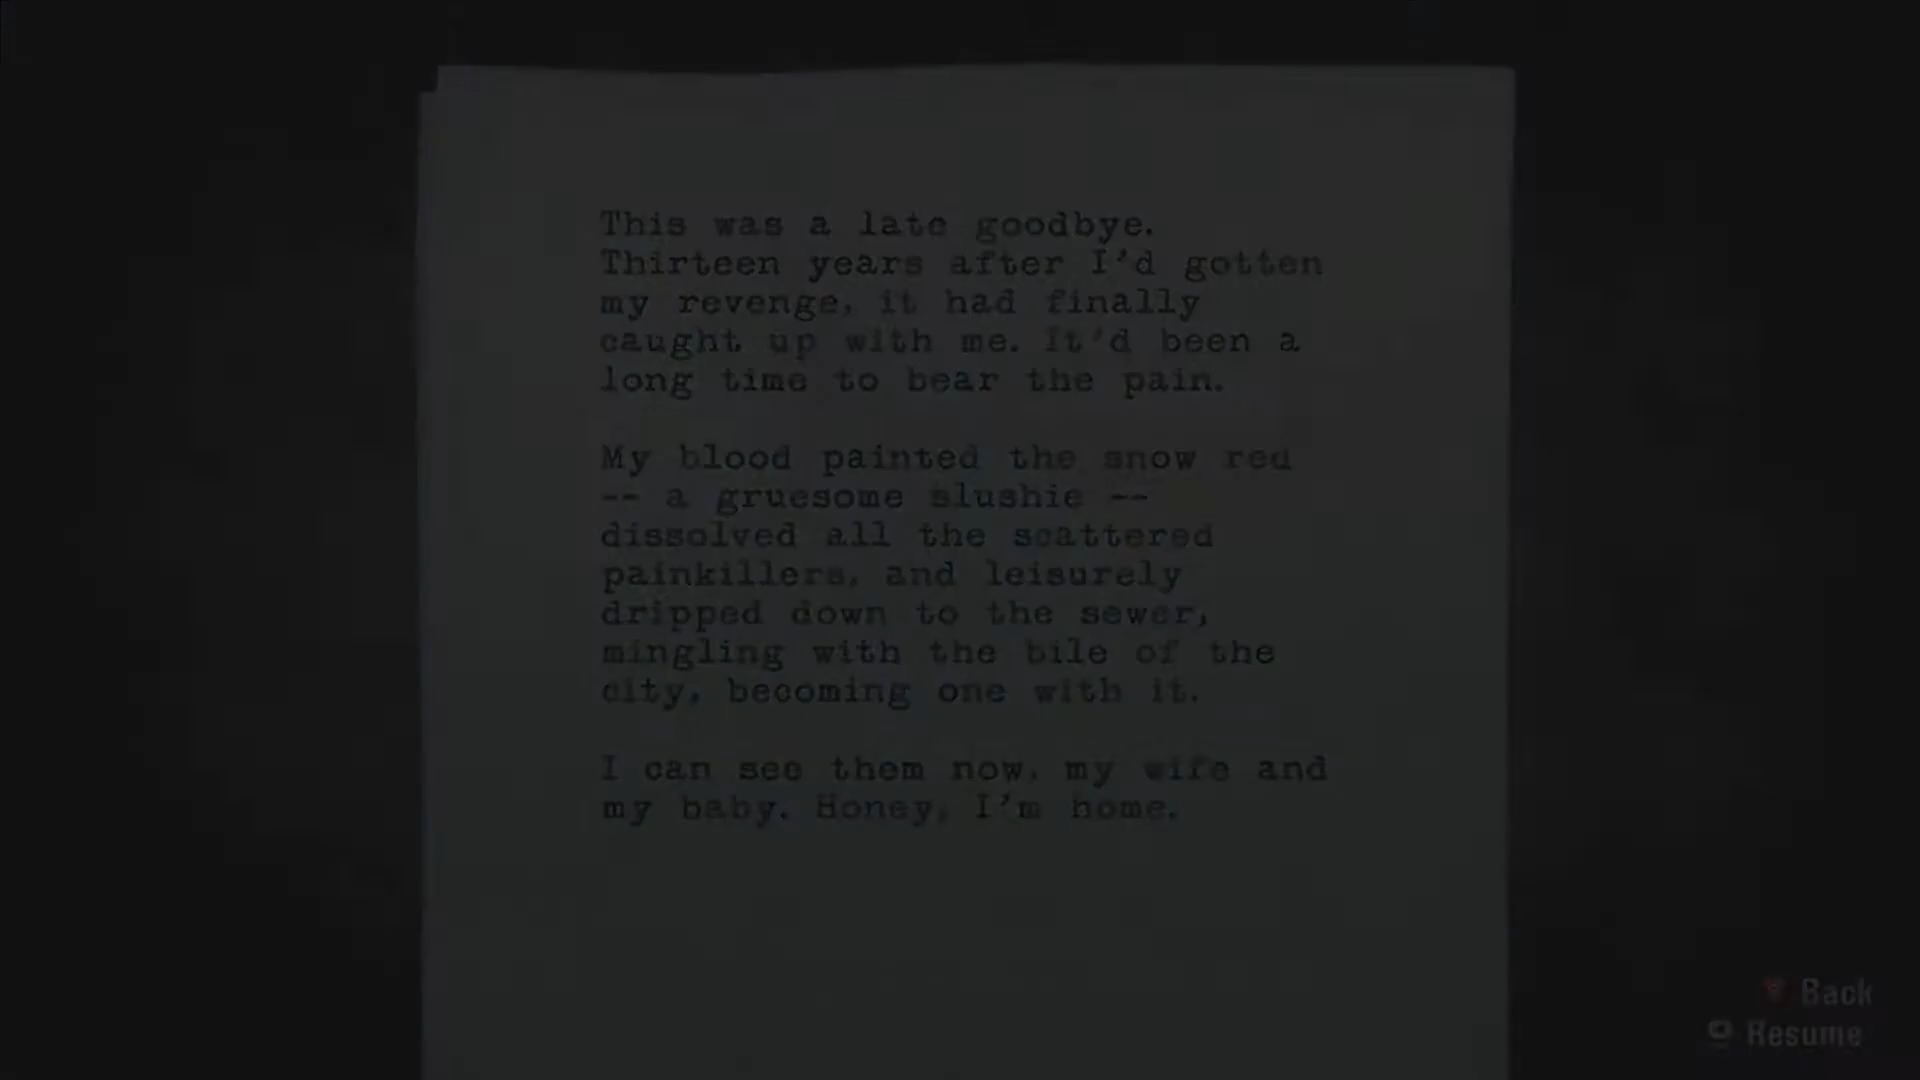 This was a late goodbye.
Thirteen years after I'd gotten
my revenge, it had finally
caught up with me. It'd been a
long time to bear the pain.
My blood painted the snow red
-- a gruesome slushie --
dissolved all the scattered
painkillers, and leisurely
dripped down to the sewer,
mingling with the bile of the
city, becoming one with it.
I can see them now, my wife and
my baby. Honey, I'm home.
Back
Resume